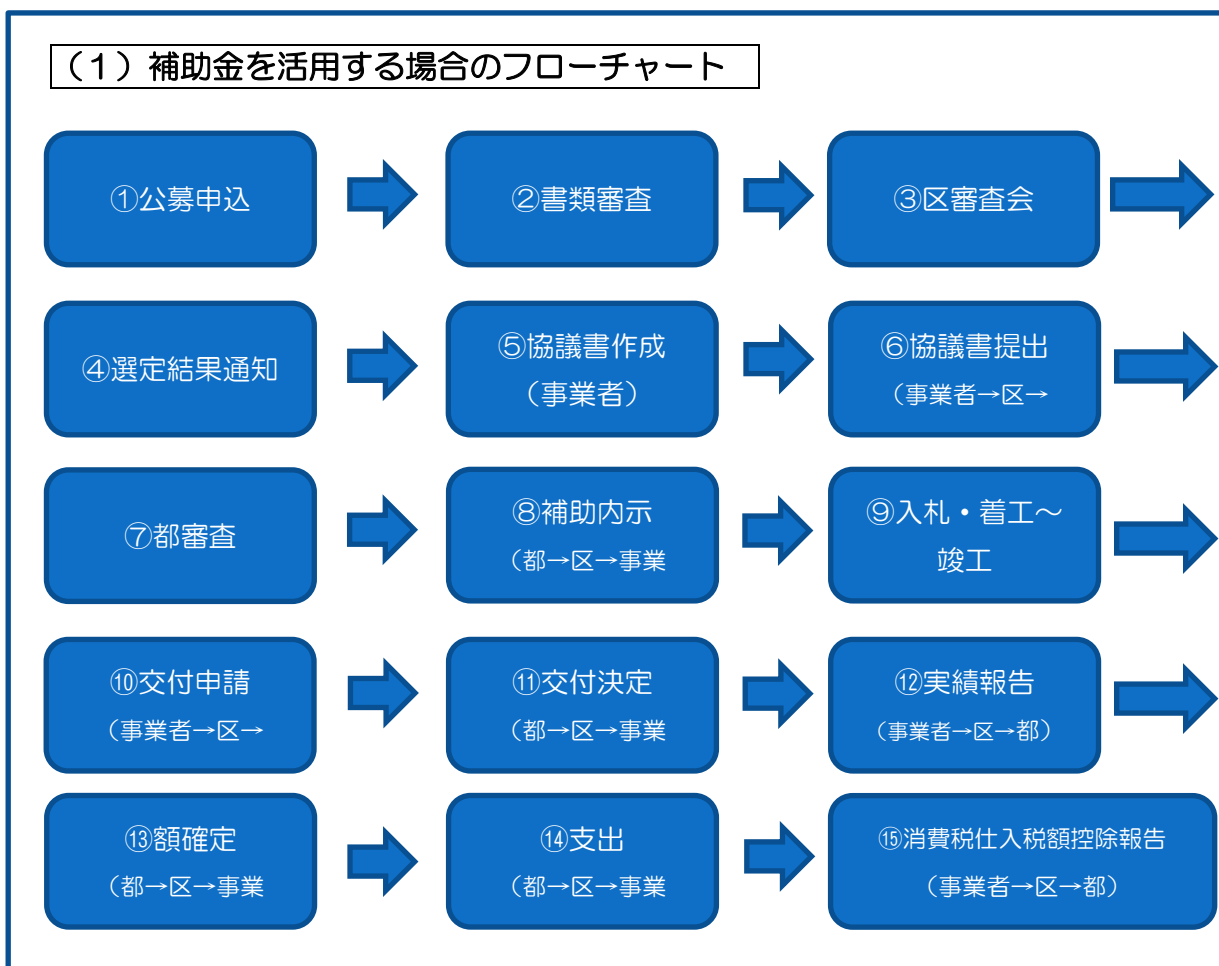 （１）補助金を活用する場合のフローチャート
①公募申込
②書類審査
③区審査会
④選定結果通知
⑤協議書作成
（事業者）
⑥協議書提出
（事業者→区→
⑦都審査
⑧補助内示
（都→区→事業
⑨入札・着工～
竣工
⑩交付申請
（事業者→区→
⑪交付決定
（都→区→事業
⑫実績報告
（事業者→区→都）
⑬額確定
（都→区→事業
⑭支出
（都→区→事業
⑮消費税仕入税額控除報告
（事業者→区→都）